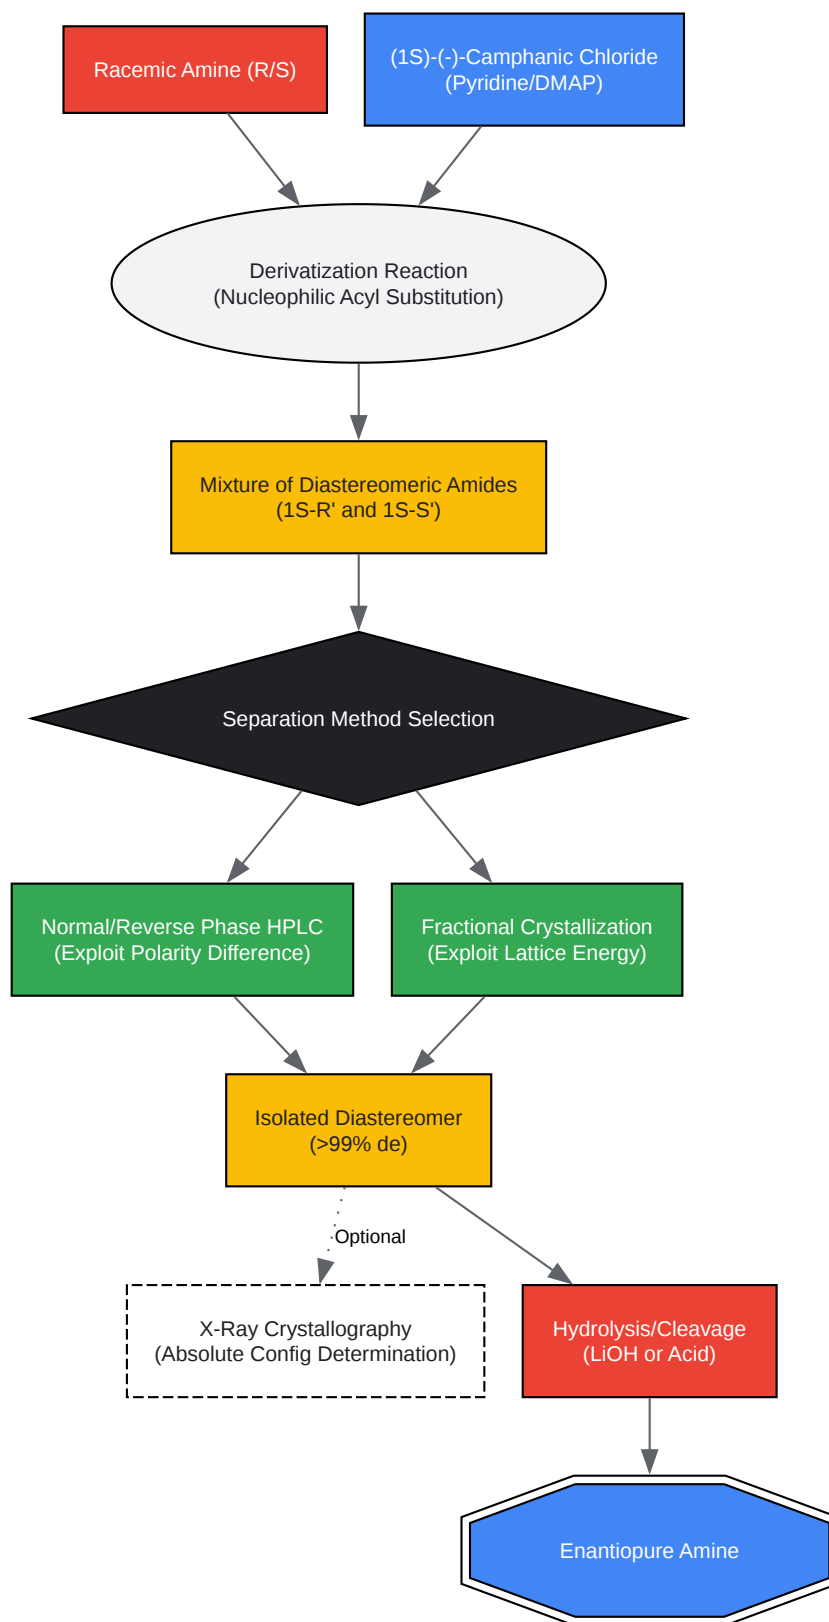 Racemic Amine (R/S)
(1S)-(-)-Camphanic Chloride
(Pyridine/DMAP)
Derivatization Reaction
(Nucleophilic Acyl Substitution)
Mixture of Diastereomeric Amides
(1S-R' and 1S-S')
Separation Method Selection
Normal/Reverse Phase HPLC
(Exploit Polarity Difference)
Fractional Crystallization
(Exploit Lattice Energy)
Isolated Diastereomer
(>99% de)
Optional
X-Ray Crystallography
(Absolute Config Determination)
Hydrolysis/Cleavage
(LiOH or Acid)
Enantiopure Amine